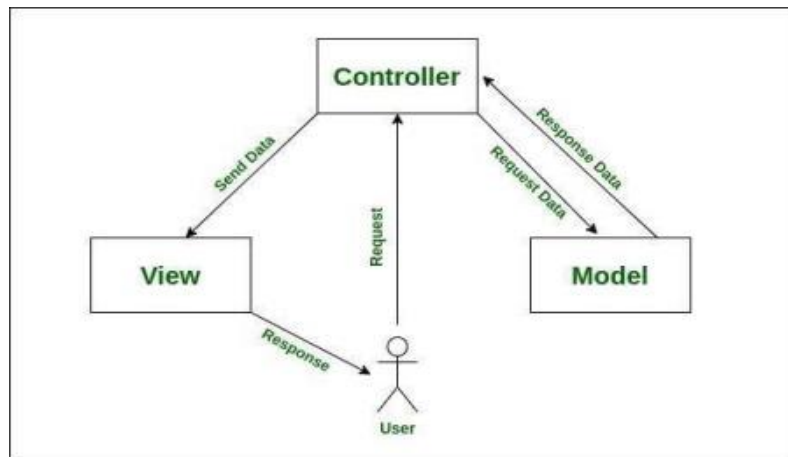 Controller
Send Data
Request
Request Data
Response Data
View
Model
Response
User